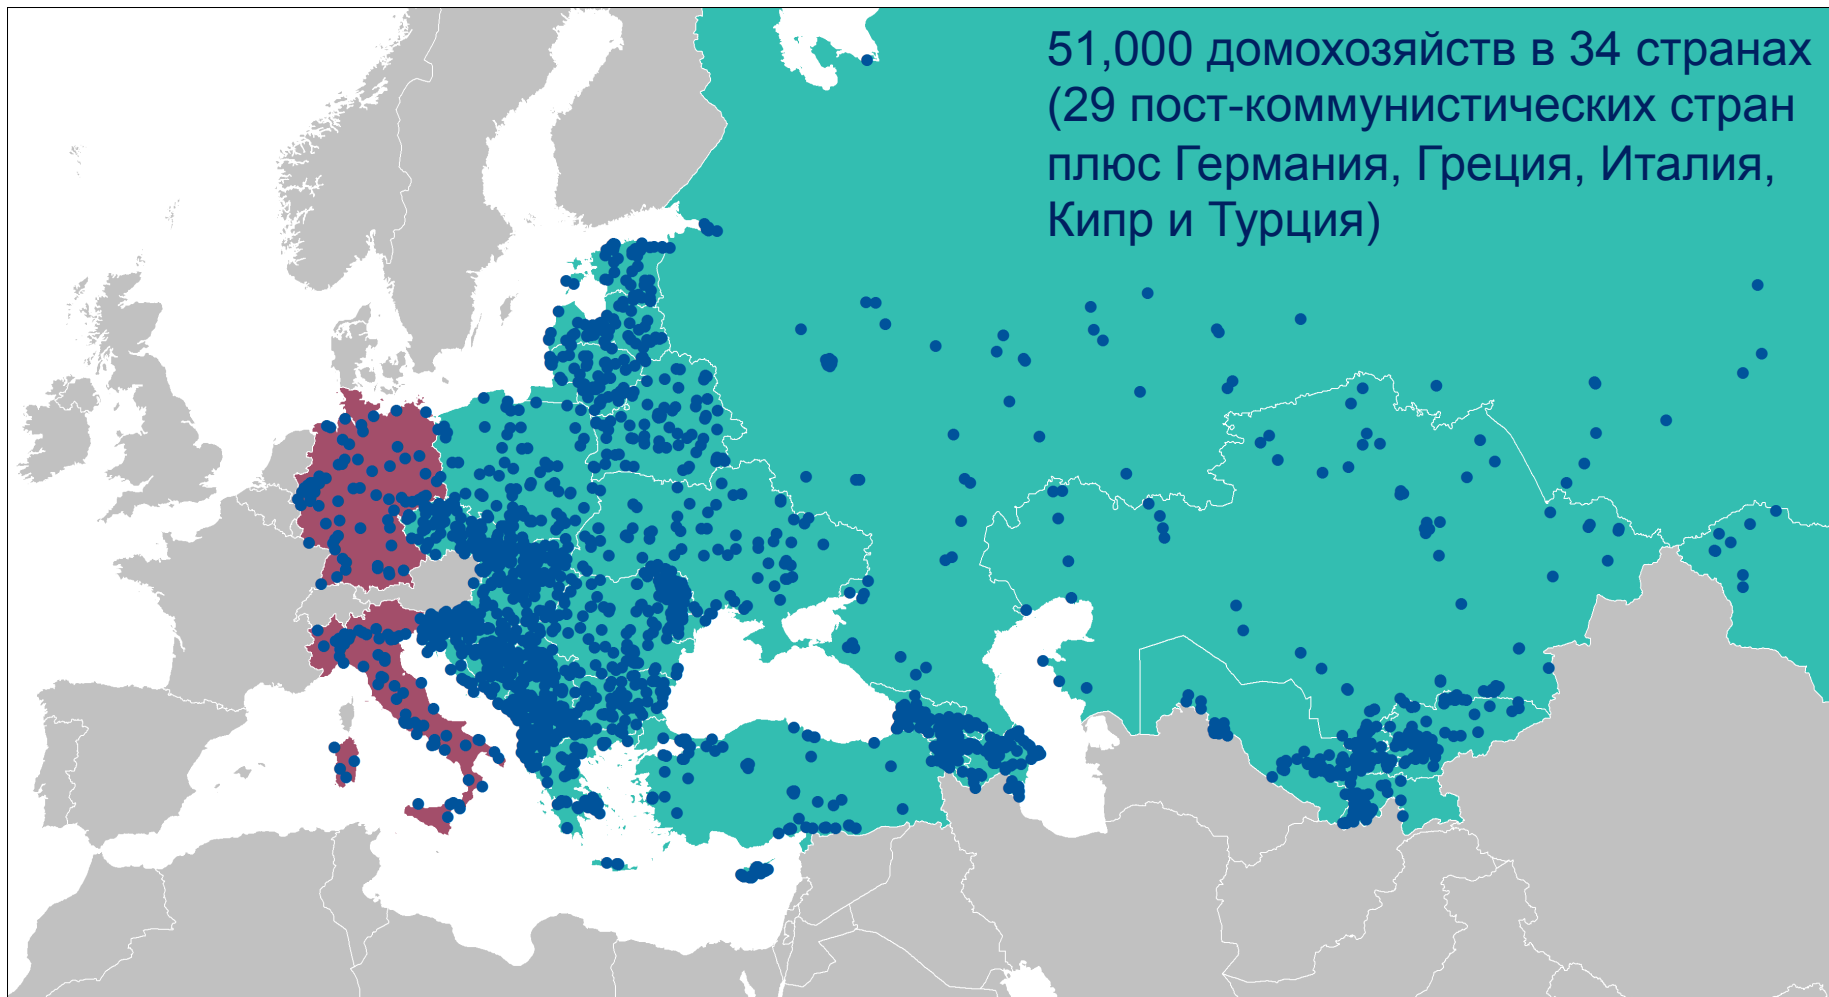 51,000 домохозяйств в 34 странах
(29 пост-коммунистических стран
плюс Германия, Греция, Италия,
Кипр и Турция)